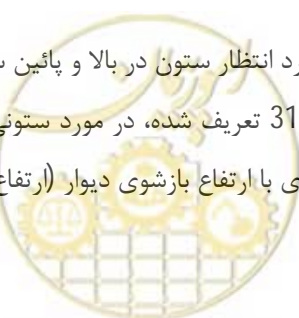 رد انتظار ستون در بالا و پائین س
31 تعریف شده، در مورد ستونی
ی با ارتفاع بازشوی دیوار (ارتفاع